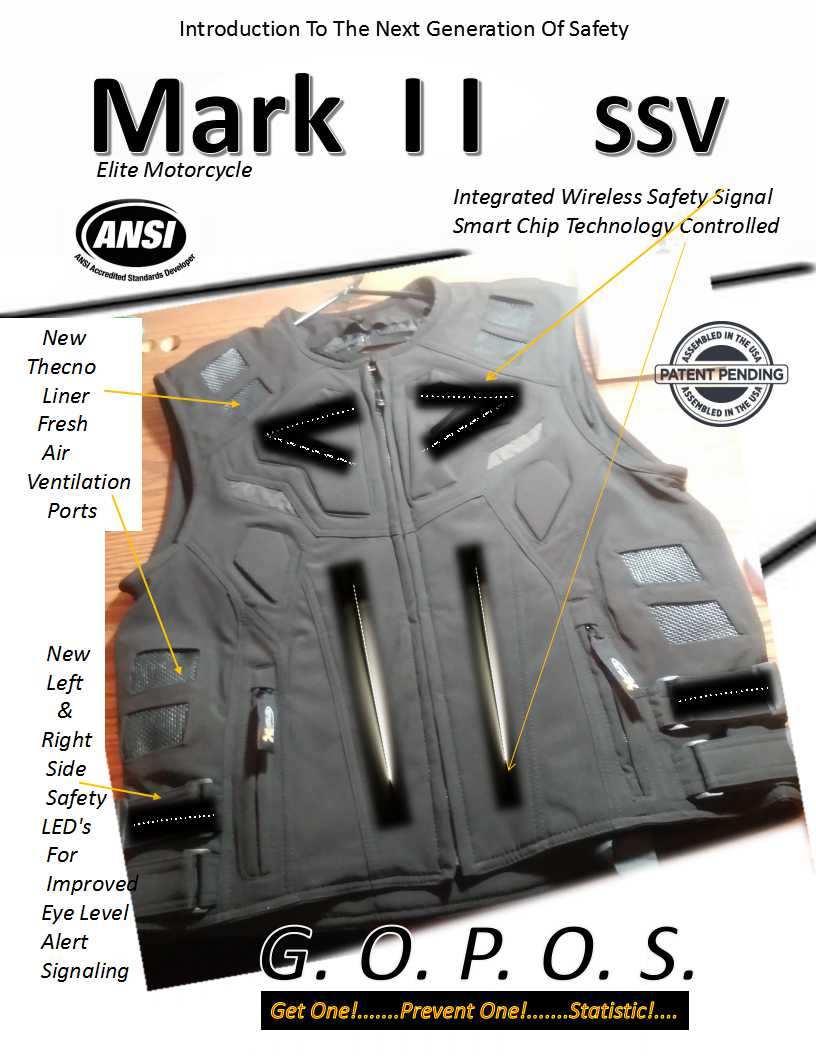 Introduction To The Next Generation Of Safety
Mark II SSV
Elite Motorcycle
Integrated Wireless Safety Signal
Smart Chip Technology Controlled
ANSI
ANSI Accredited Standards Developer
New
Thecno
Liner
Fresh
Air
Ventilation
Ports
ASSEMBLED IN THE USA
PATENT PENDING
ASSEMBLED IN THE USA
New
Left
&
Right
Side
Safety
LED's
For
Improved
Eye Level
Alert
Signaling
G. O. P. O. S.
Get One!.......Prevent One!.......Statistic!....